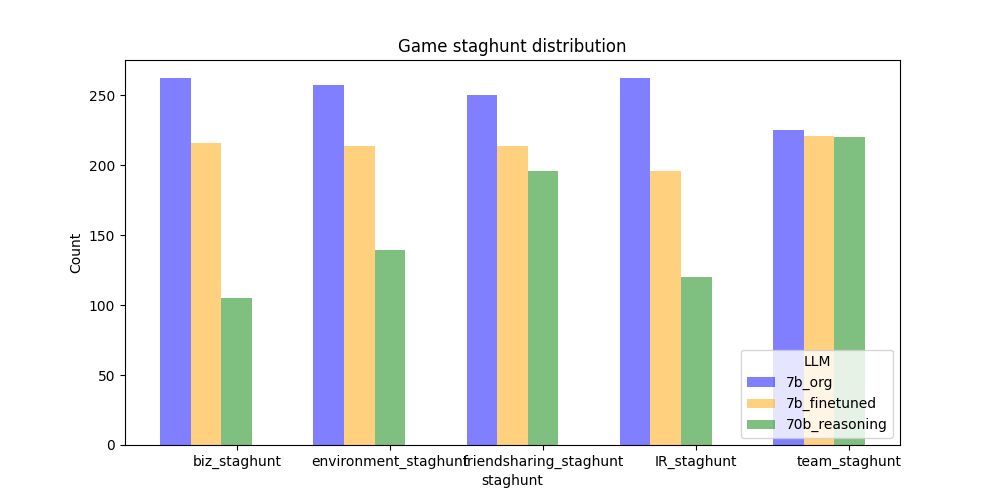 Game staghunt distribution
Count
250
200
150
100
50
0
LLM
7b_org
7b_finetuned
70b_reasoning
biz_staghunt environment_staghunt friendsharing_staghunt IR_staghunt team_staghunt
staghunt